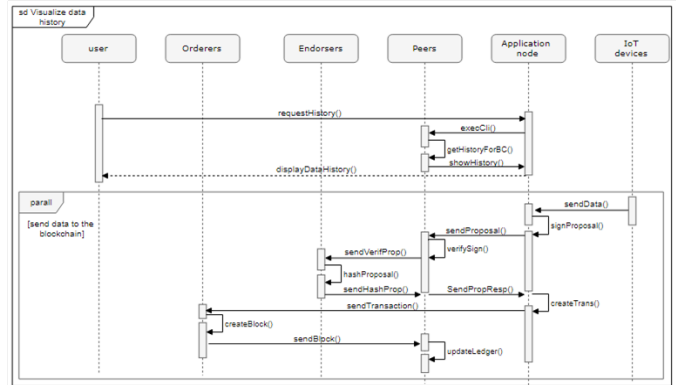 sd Visualize data
history
user
Orderers
Endorsers
Peers
Application
node
IoT
devices
requestHistory()
execCli()
getHistoryForBC()
showHistory()
displayDataHistory()
parall
[send data to the
blockchain]
sendData()
signProposal()
sendProposal()
verifySign()
sendVerifProp()
hashProposal()
sendHashProp()
SendPropResp()
createTrans()
sendTransaction()
createBlock()
sendBlock()
updateLedger()